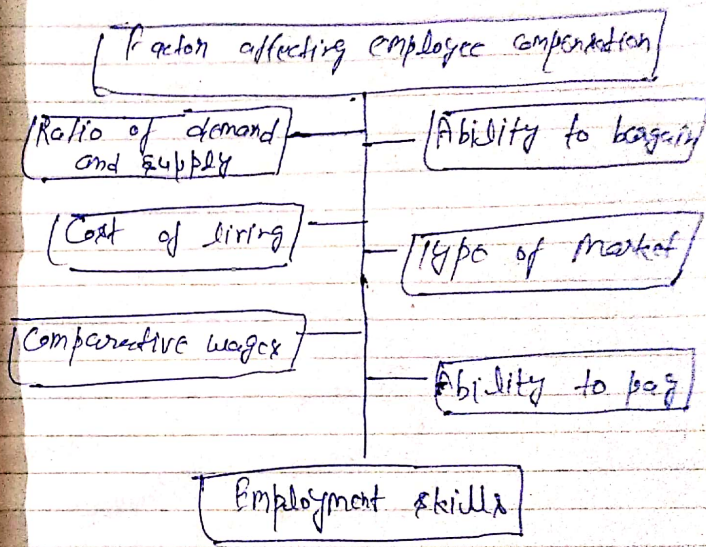 Factor affecting employee compensation
Ratio of demand
and supply
Ability to bargain
Cost of living
Type of market
Comparative wages
Ability to pay
Employment skills